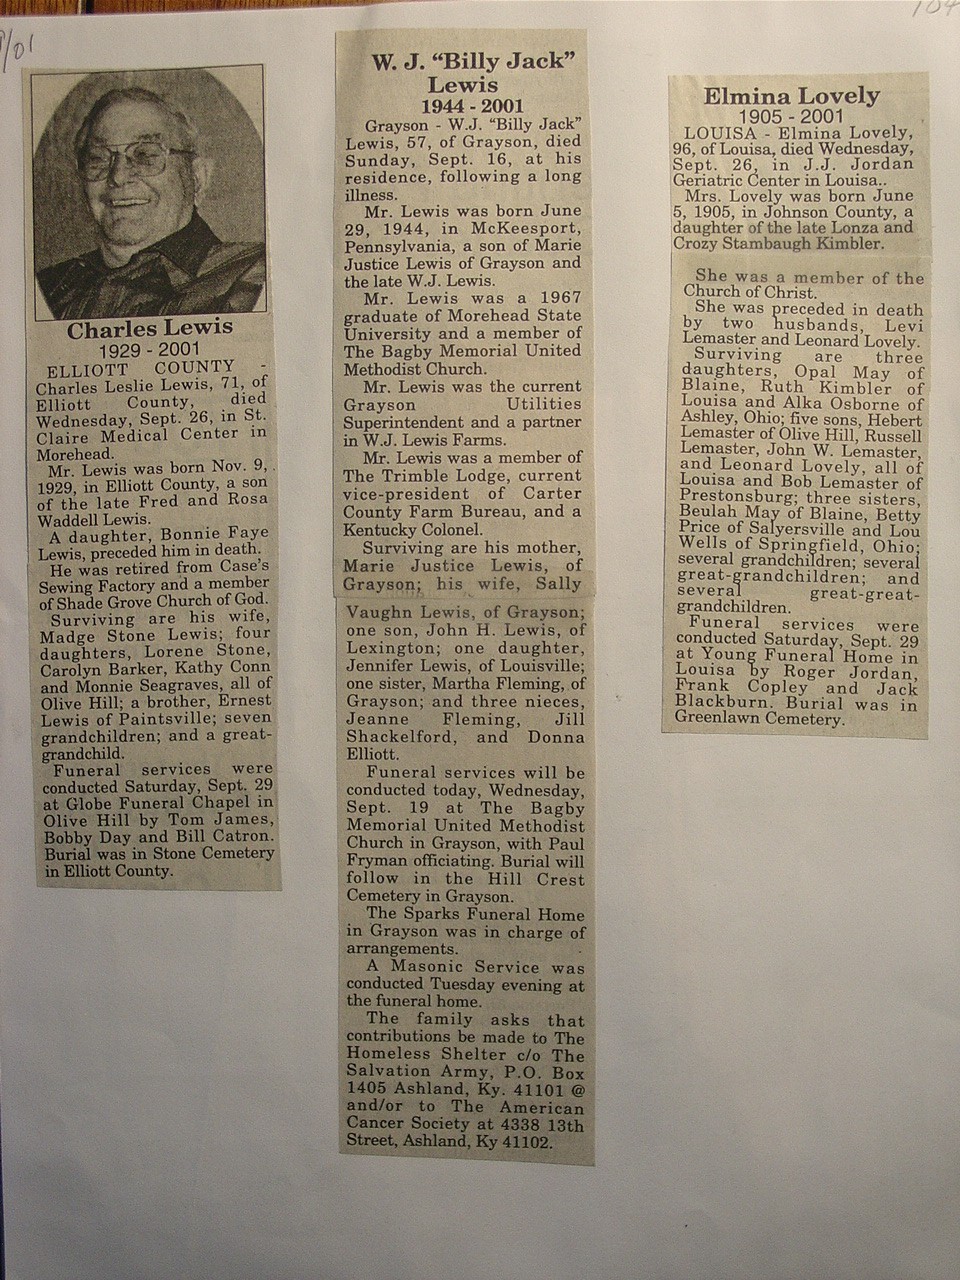 /01
104
Charles Lewis
1929 - 2001
ELLIOTT COUNTY -
Charles Leslie Lewis, 71, of
Elliott County, died
Wednesday, Sept. 26, in St.
Claire Medical Center in
Morehead.
Mr. Lewis was born Nov. 9,
1929, in Elliott County, a son
of the late Fred and Rosa
Waddell Lewis.
A daughter, Bonnie Faye
Lewis, preceded him in death.
He was retired from Case's
Sewing Factory and a member
of Shade Grove Church of God.
Surviving are his wife,
Madge Stone Lewis; four
daughters, Lorene Stone,
Carolyn Barker, Kathy Conn
and Monnie Seagraves, all of
Olive Hill; a brother, Ernest
Lewis of Paintsville; seven
grandchildren; and a great-
grandchild.
Funeral services were
conducted Saturday, Sept. 29
at Globe Funeral Chapel in
Olive Hill by Tom James,
Bobby Day and Bill Catron.
Burial was in Stone Cemetery
in Elliott County.
W. J. "Billy Jack"
Lewis
1944 - 2001
Grayson - W.J. "Billy Jack"
Lewis, 57, of Grayson, died
Sunday, Sept. 16, at his
residence, following a long
illness.
Mr. Lewis was born June
29, 1944, in McKeesport,
Pennsylvania, a son of Marie
Justice Lewis of Grayson and
the late W.J. Lewis.
Mr. Lewis was a 1967
graduate of Morehead State
University and a member of
The Bagby Memorial United
Methodist Church.
Mr. Lewis was the current
Grayson Utilities
Superintendent and a partner
in W.J. Lewis Farms.
Mr. Lewis was a member of
The Trimble Lodge, current
vice-president of Carter
County Farm Bureau, and a
Kentucky Colonel.
Surviving are his mother,
Marie Justice Lewis, of
Grayson; his wife, Sally
Vaughn Lewis, of Grayson;
one son, John H. Lewis, of
Lexington; one daughter,
Jennifer Lewis, of Louisville;
one sister, Martha Fleming, of
Grayson; and three nieces,
Jeanne Fleming, Jill
Shackelford, and Donna
Elliott.
Funeral services will be
conducted today, Wednesday,
Sept. 19 at The Bagby
Memorial United Methodist
Church in Grayson, with Paul
Fryman officiating. Burial will
follow in the Hill Crest
Cemetery in Grayson.
The Sparks Funeral Home
in Grayson was in charge of
arrangements.
A Masonic Service was
conducted Tuesday evening at
the funeral home.
The family asks that
contributions be made to The
Homeless Shelter c/o The
Salvation Army, P.O. Box
1405 Ashland, Ky. 41101 @
and/or to The American
Cancer Society at 4338 13th
Street, Ashland, Ky 41102.
Elmina Lovely
1905 - 2001
LOUISA - Elmina Lovely,
96, of Louisa, died Wednesday,
Sept. 26, in J.J. Jordan
Geriatric Center in Louisa..
Mrs. Lovely was born June
5, 1905, in Johnson County, a
daughter of the late Lonza and
Crozy Stambaugh Kimbler.
She was a member of the
Church of Christ.
She was preceded in death
by two husbands, Levi
Lemaster and Leonard Lovely.
Surviving are three
daughters, Opal May of
Blaine, Ruth Kimbler of
Louisa and Alka Osborne of
Ashley, Ohio; five sons, Hebert
Lemaster of Olive Hill, Russell
Lemaster, John W. Lemaster,
and Leonard Lovely, all of
Louisa and Bob Lemaster of
Prestonsburg; three sisters,
Beulah May of Blaine, Betty
Price of Salyersville and Lou
Wells of Springfield, Ohio;
several grandchildren; several
great-grandchildren; and
several great-great-
grandchildren.
Funeral services were
conducted Saturday, Sept. 29
at Young Funeral Home in
Louisa by Roger Jordan,
Frank Copley and Jack
Blackburn. Burial was in
Greenlawn Cemetery.